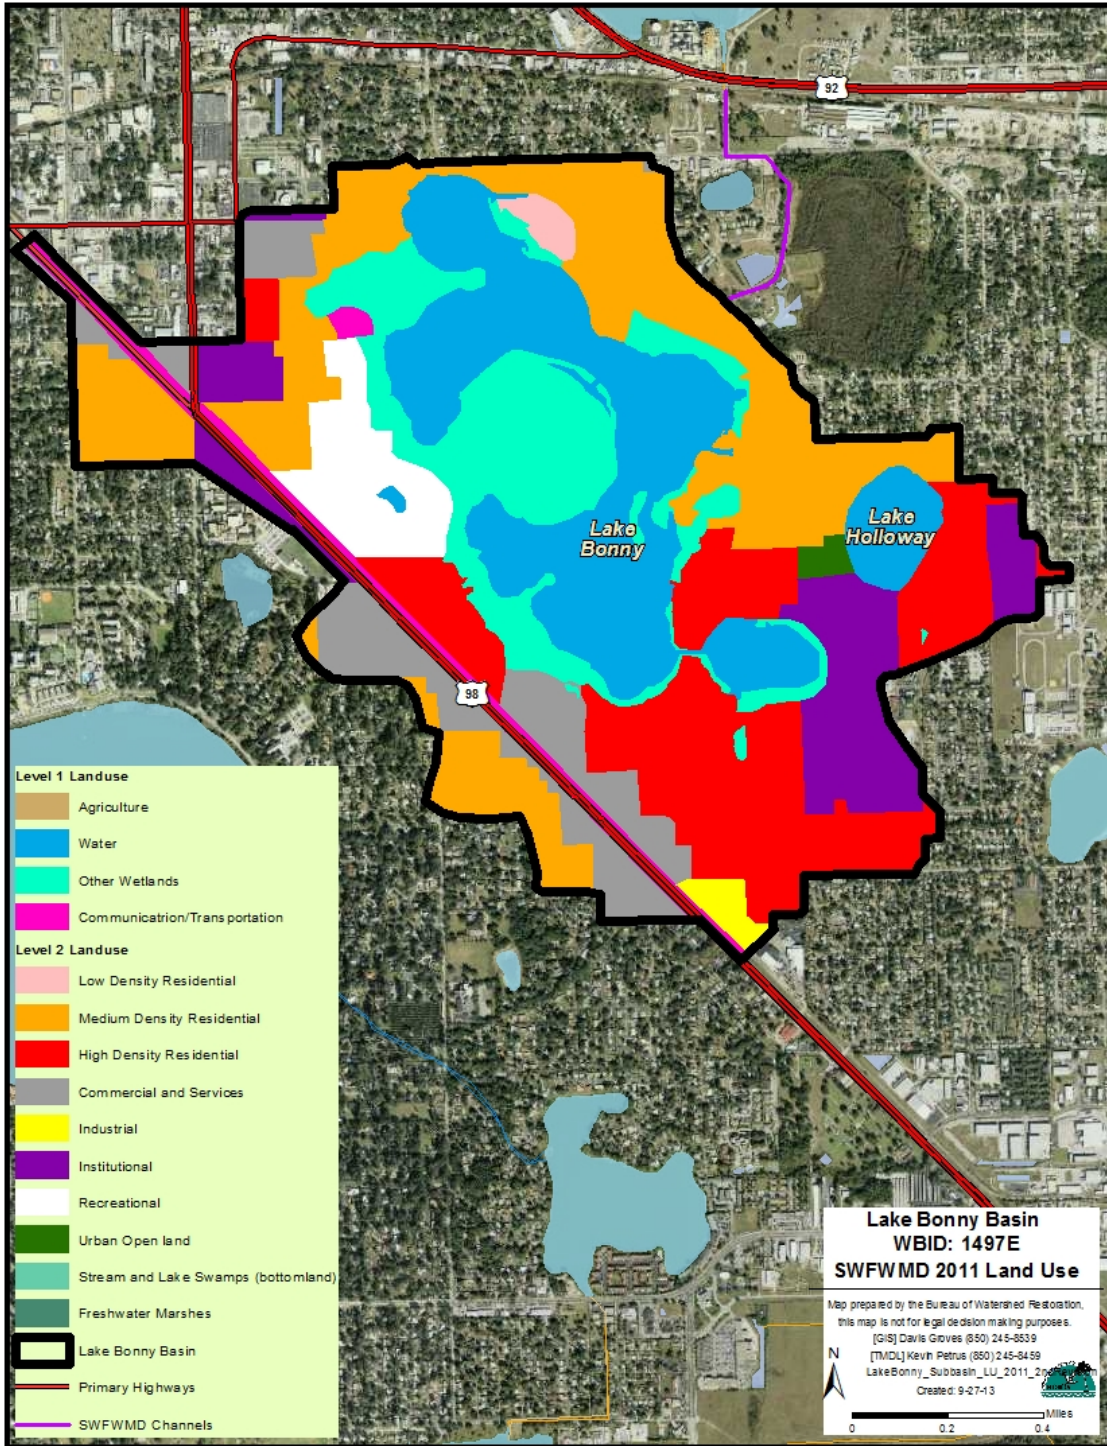 92
Lake
Holloway
Lake
Bonny
98
Level 1 Landuse
Agriculture
Water
Other Wetlands
Communicatrion/Transportation
Level 2 Landuse
Low Density Residential
Medium Density Residential
High Density Residential
Commercial and Services
Industrial
Institutional
Recreational
Urban Open land
Stream and Lake Swamps (bottomland)
Freshwater Marshes
Lake Bonny Basin
Primary Highways
SWFWMD Channels
Lake Bonny Basin
WBID: 1497E
SWFWMD 2011 Land Use
Map prepared by the Bureau of Watershed Restoration,
this map is not for legal decision making purposes.
[GIS] Davis Groves (850) 245-8539
[TMDL] Kevin Petrus (850) 245-8459
N
Created: 9-27-13
Miles
0 0.2 0.4